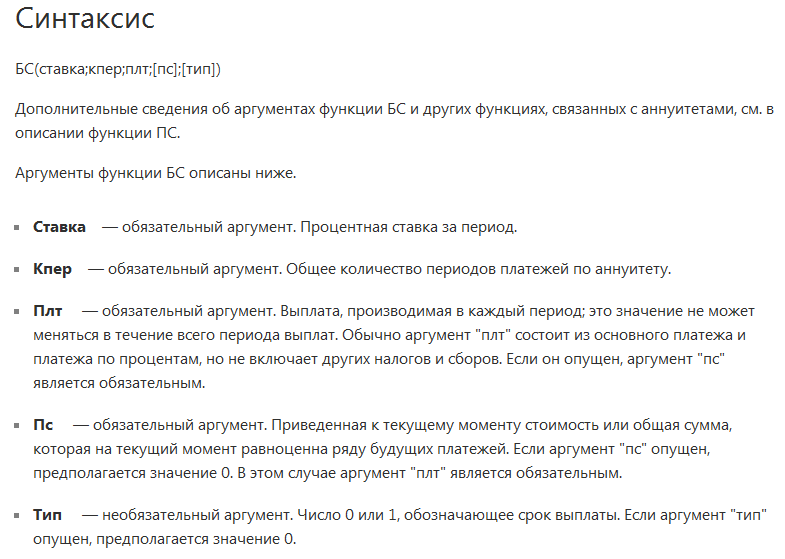 Синтаксис
БС(ставка;кпер;плт;[пс];[тип])
Дополнительные сведения об аргументах функции БС и других функциях, связанных с аннуитетами, см. в
описании функции ПС.
Аргументы функции БС описаны ниже.
Ставка — обязательный аргумент. Процентная ставка за период.
Кпер — обязательный аргумент. Общее количество периодов платежей по аннуитету.
Плт — обязательный аргумент. Выплата, производимая в каждый период; это значение не может
меняться в течение всего периода выплат. Обычно аргумент "плт" состоит из основного платежа и
платежа по процентам, но не включает других налогов и сборов. Если он опущен, аргумент "пс"
является обязательным.
Пс — обязательный аргумент. Приведенная к текущему моменту стоимость или общая сумма,
которая на текущий момент равноценна ряду будущих платежей. Если аргумент "пс" опущен,
предполагается значение 0. В этом случае аргумент "плт" является обязательным.
Тип — необязательный аргумент. Число 0 или 1, обозначающее срок выплаты. Если аргумент "тип"
опущен, предполагается значение 0.